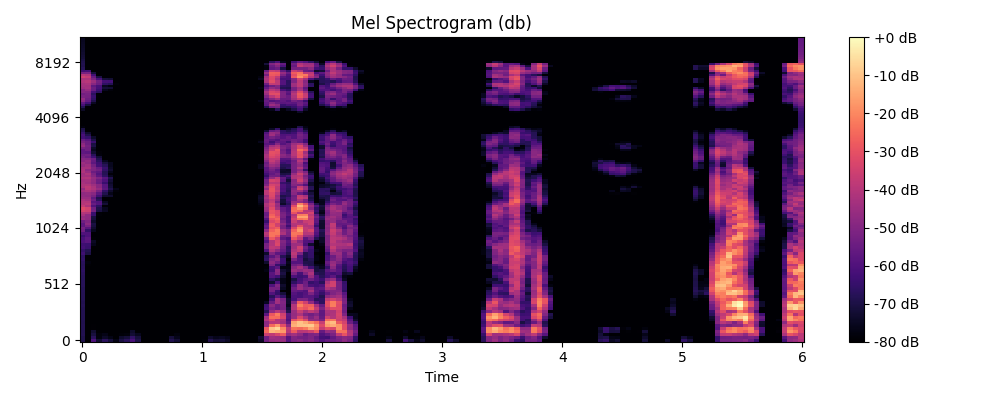 Mel Spectrogram (db)
8192
4096
2048
1024
512
0
Hz
0 1 2 3 4 5 6
Time
+0 dB
-10 dB
-20 dB
-30 dB
-40 dB
-50 dB
-60 dB
-70 dB
-80 dB